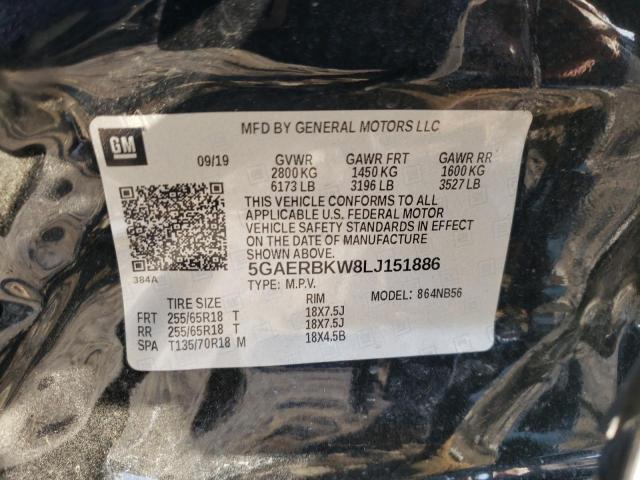 GM
MFD BY GENERAL MOTORS LLC
09/19 GVWR GAWR FRT GAWR RR
2800KG 1450 KG 1600 KG
6173 LB 3196 LB 3527 LB
THIS VEHICLE CONFORMS TO ALL
APPLICABLE U.S. FEDERAL MOTOR
VEHICLE SAFETY STANDARDS IN EFFECT
ON THE DATE OF MANUFACTURE
SHOWN ABOVE.
384A
5GAERBKW8LJ151886
TYPE: M.P.V. MODEL: 864NB56
TIRE SIZE RIM
FRT 255/65R18 T 18X7.5J
RR 255/65R18 T 18X7.5J
SPA T135/70R18 M 18X4.5B